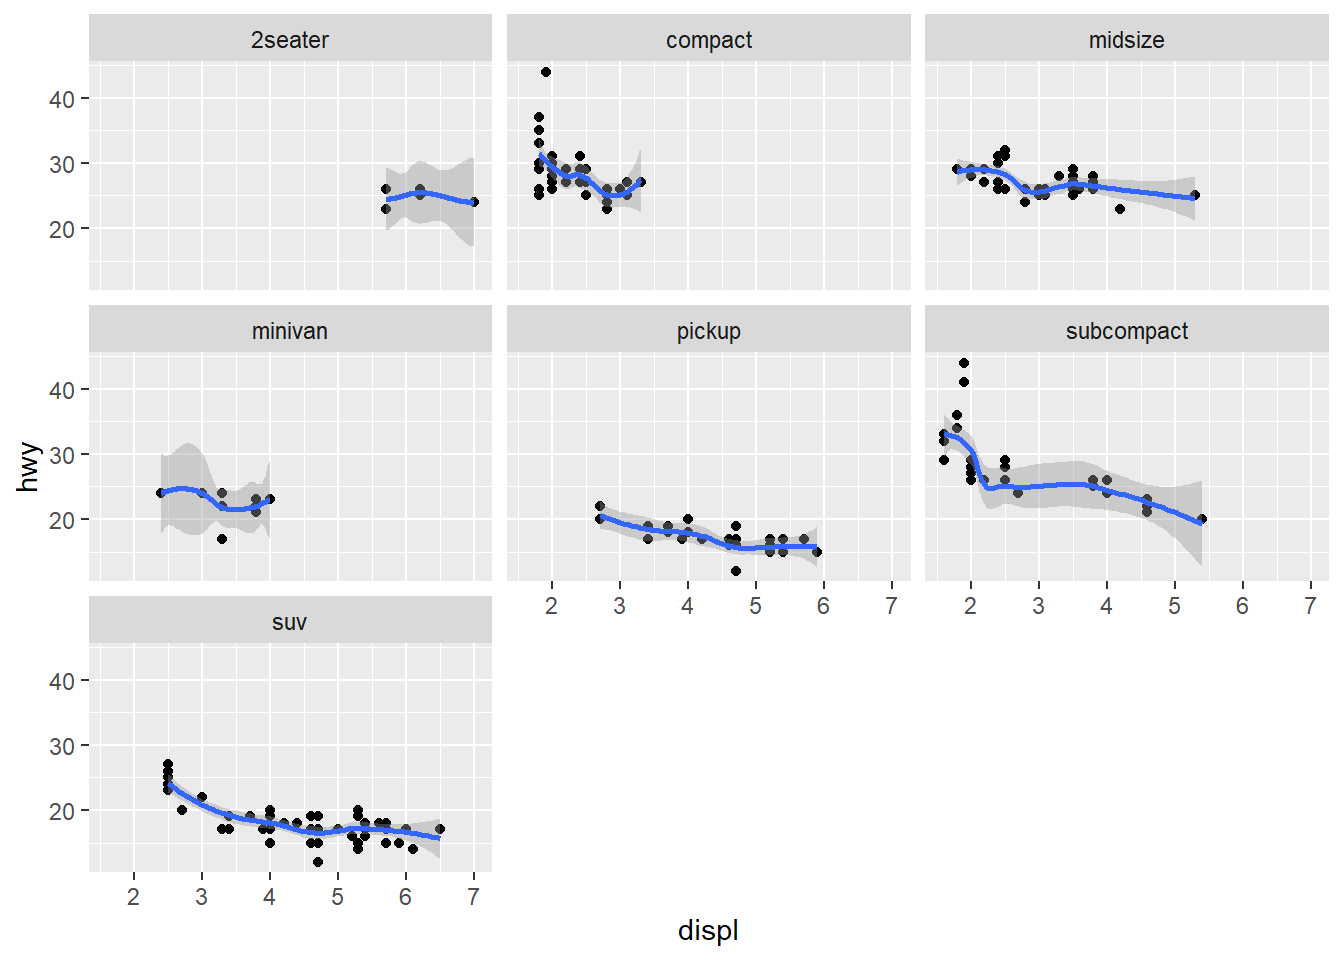 2seater compact midsize
40
30
20
minivan pickup subcompact
40
30
20
hwy
2 3 4 5 6 7 2 3 4 5 6 7
suv
40
30
20
2 3 4 5 6 7
displ